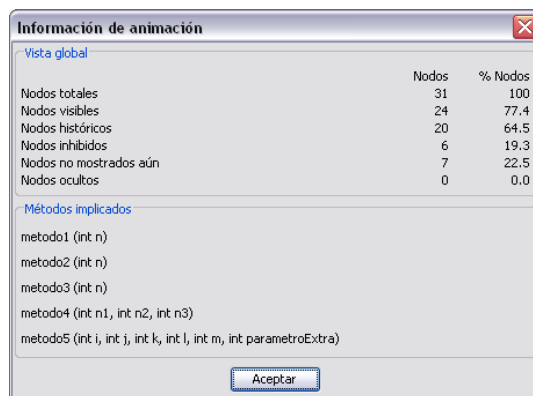 Información de animación
Vista global
Nodos % Nodos
Nodos totales 31 100
Nodos visibles 24 77.4
Nodos históricos 20 64.5
Nodos inhibidos 6 19.3
Nodos no mostrados aún 7 22.5
Nodos ocultos 0 0.0
Métodos implicados
metodo1 (int n)
metodo2 (int n)
metodo3 (int n)
metodo4 (int n1, int n2, int n3)
metodo5 (int i, int j, int k, int l, int m, int parametroExtra)
Aceptar